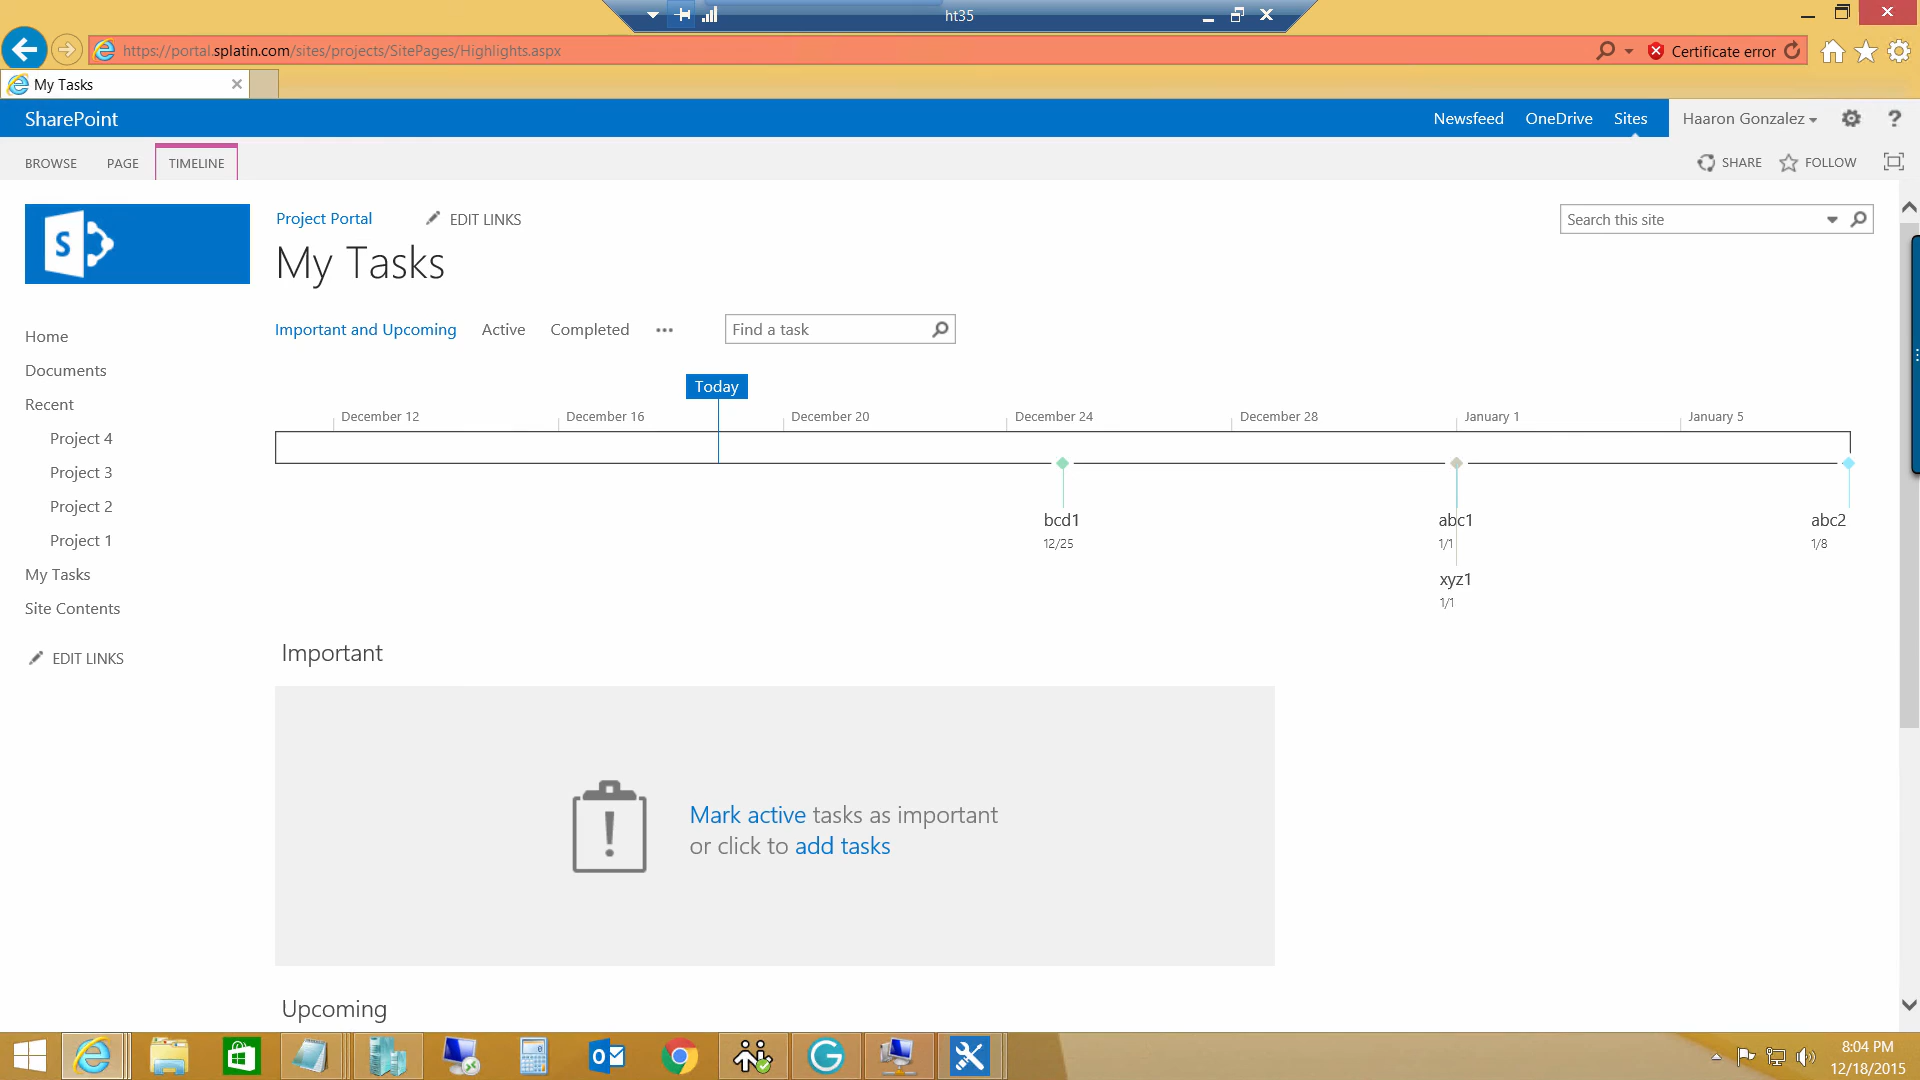 ht35
https://portal.splatin.com/sites/projects/SitePages/Highlights.aspx
Certificate error
My Tasks
SharePoint
Newsfeed
OneDrive
Sites
Haaron Gonzalez
?
BROWSE
PAGE
TIMELINE
SHARE
FOLLOW
S
Project Portal
EDIT LINKS
Search this site
My Tasks
Important and Upcoming
Active
Completed
Find a task
Home
Documents
Recent
Project 4
Project 3
Project 2
Project 1
My Tasks
Site Contents
EDIT LINKS
Today
December 12
December 16
December 20
December 24
December 28
January 1
January 5
bcd1
12/25
abc1
1/1
xyz1
1/1
abc2
1/8
Important
Mark active tasks as important
or click to add tasks
Upcoming
8:04 PM
12/18/2015